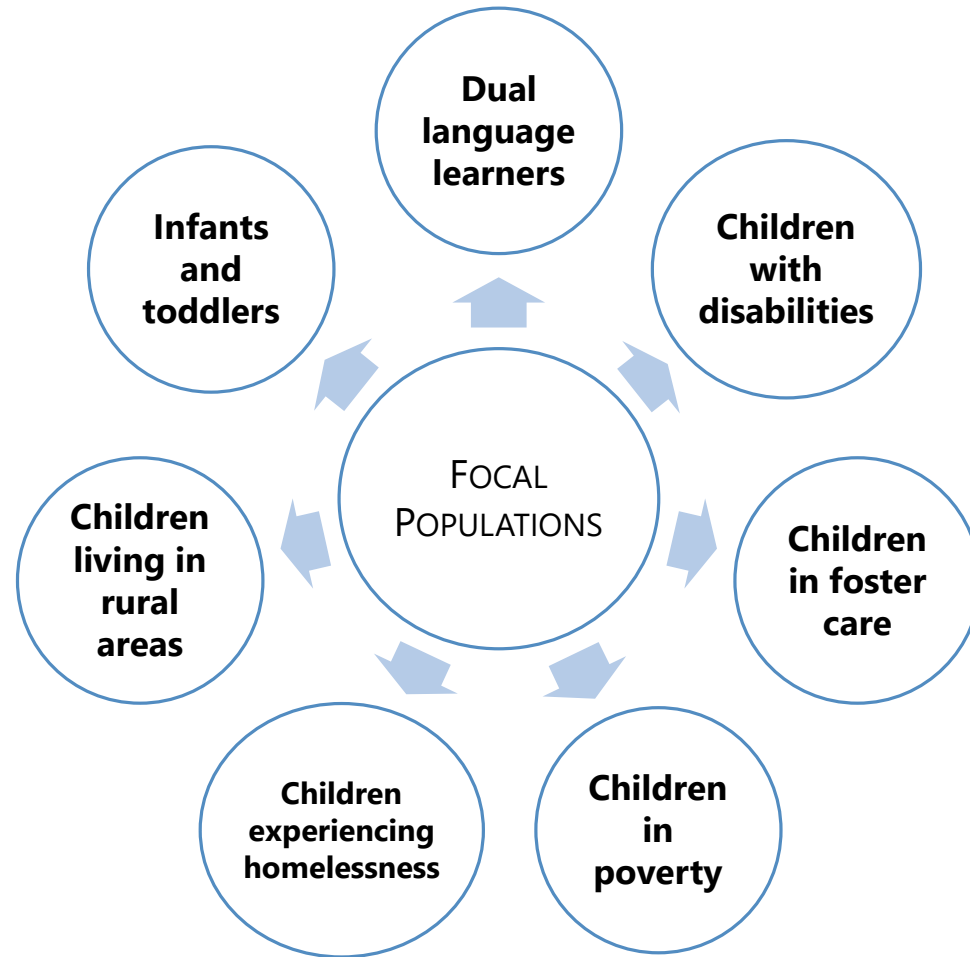 Dual
language
learners
Children
with
disabilities
Children
in foster
care
Children
in
poverty
Children
experiencing
homelessness
Children
living in
rural
areas
Infants
and
toddlers
FOCAL
POPULATIONS